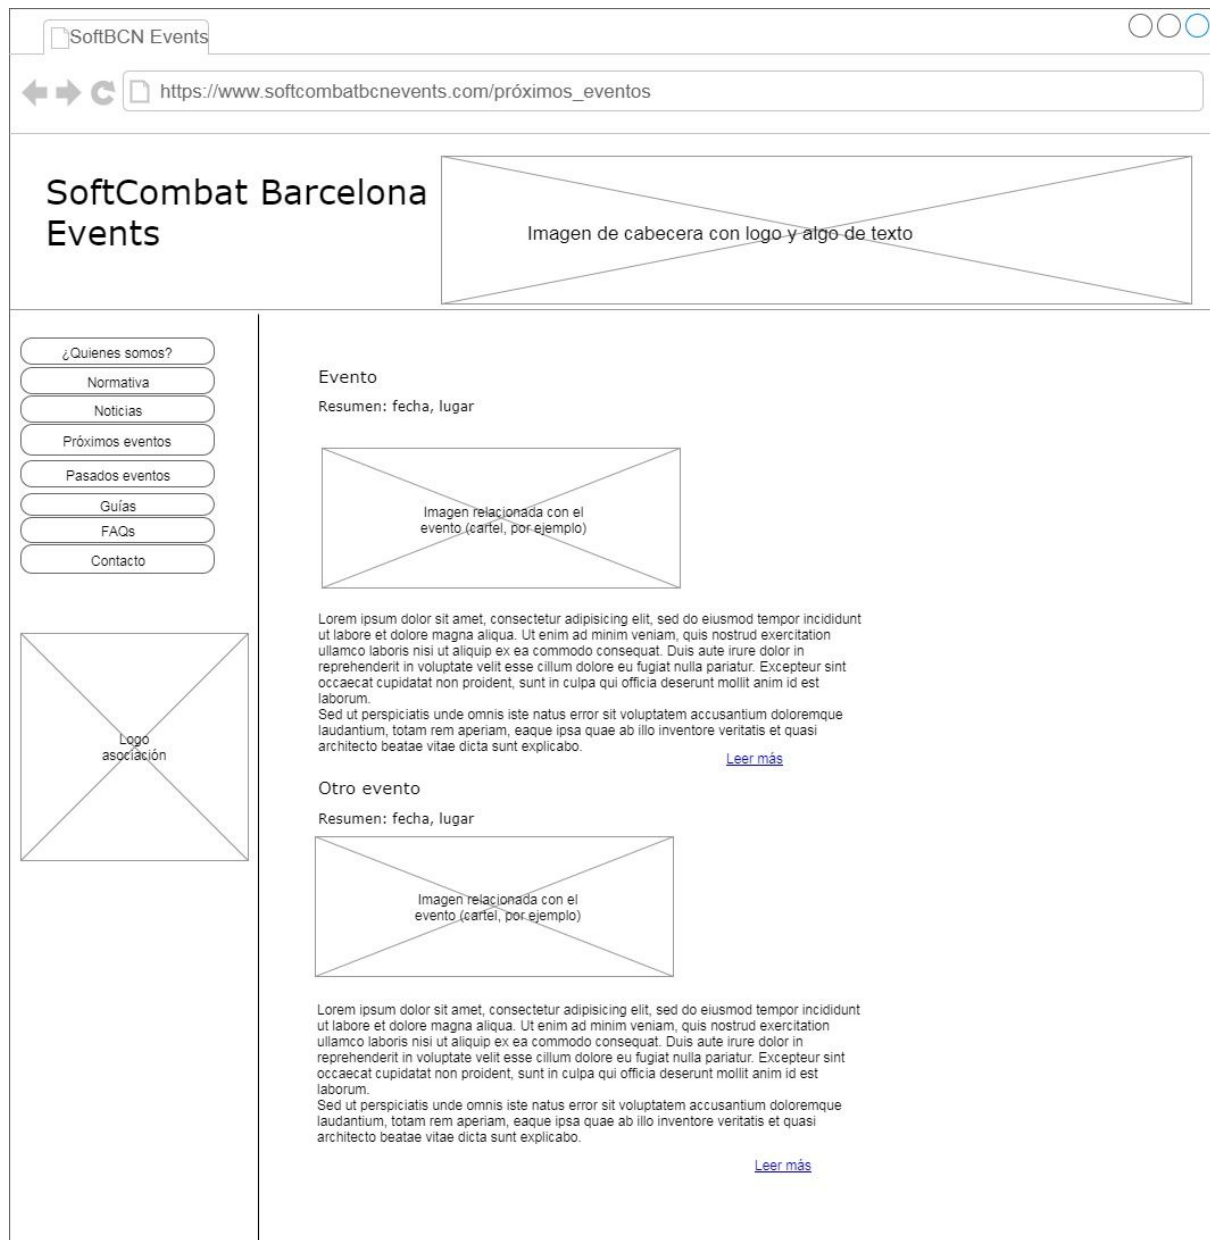 SoftBCN Events
https://www.softcombatbcnevents.com/próximos_eventos
SoftCombat Barcelona
Events
Imagen de cabecera con logo y algo de texto
¿Quienes somos?
Normativa
Noticias
Próximos eventos
Pasados eventos
Guías
FAQs
Contacto
Logo
asociación
Evento
Resumen: fecha, lugar
Imagen relacionada con el
evento (cartel, por ejemplo)
Lorem ipsum dolor sit amet, consectetur adipisicing elit, sed do eiusmod tempor incididunt
ut labore et dolore magna aliqua. Ut enim ad minim veniam, quis nostrud exercitation
ullamco laboris nisi ut aliquip ex ea commodo consequat. Duis aute irure dolor in
reprehenderit in voluptate velit esse cillum dolore eu fugiat nulla pariatur. Excepteur sint
occaecat cupidatat non proident, sunt in culpa qui officia deserunt mollit anim id est
laborum.
Sed ut perspiciatis unde omnis iste natus error sit voluptatem accusantium doloremque
laudantium, totam rem aperiam, eaque ipsa quae ab illo inventore veritatis et quasi
architecto beatae vitae dicta sunt explicabo.
Leer más
Otro evento
Resumen: fecha, lugar
Imagen relacionada con el
evento (cartel, por ejemplo)
Lorem ipsum dolor sit amet, consectetur adipisicing elit, sed do eiusmod tempor incididunt
ut labore et dolore magna aliqua. Ut enim ad minim veniam, quis nostrud exercitation
ullamco laboris nisi ut aliquip ex ea commodo consequat. Duis aute irure dolor in
reprehenderit in voluptate velit esse cillum dolore eu fugiat nulla pariatur. Excepteur sint
occaecat cupidatat non proident, sunt in culpa qui officia deserunt mollit anim id est
laborum.
Sed ut perspiciatis unde omnis iste natus error sit voluptatem accusantium doloremque
laudantium, totam rem aperiam, eaque ipsa quae ab illo inventore veritatis et quasi
architecto beatae vitae dicta sunt explicabo.
Leer más